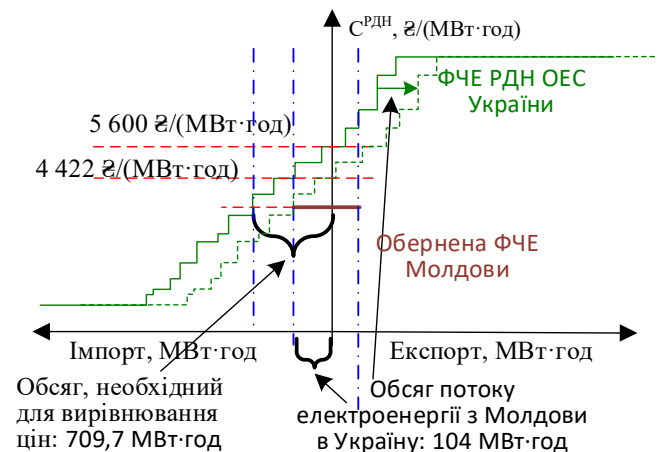 С^РДН, ₴/(МВт·год)
ФЧЕ РДН ОЕС
України
5 600 ₴/(МВт·год)
4 422 ₴/(МВт·год)
Обернена ФЧЕ
Молдови
Імпорт, МВт·год
Експорт, МВт·год
Обсяг, необхідний
для вирівнювання
цін: 709,7 МВт·год
Обсяг потоку
електроенергії з Молдови
в Україну: 104 МВт·год